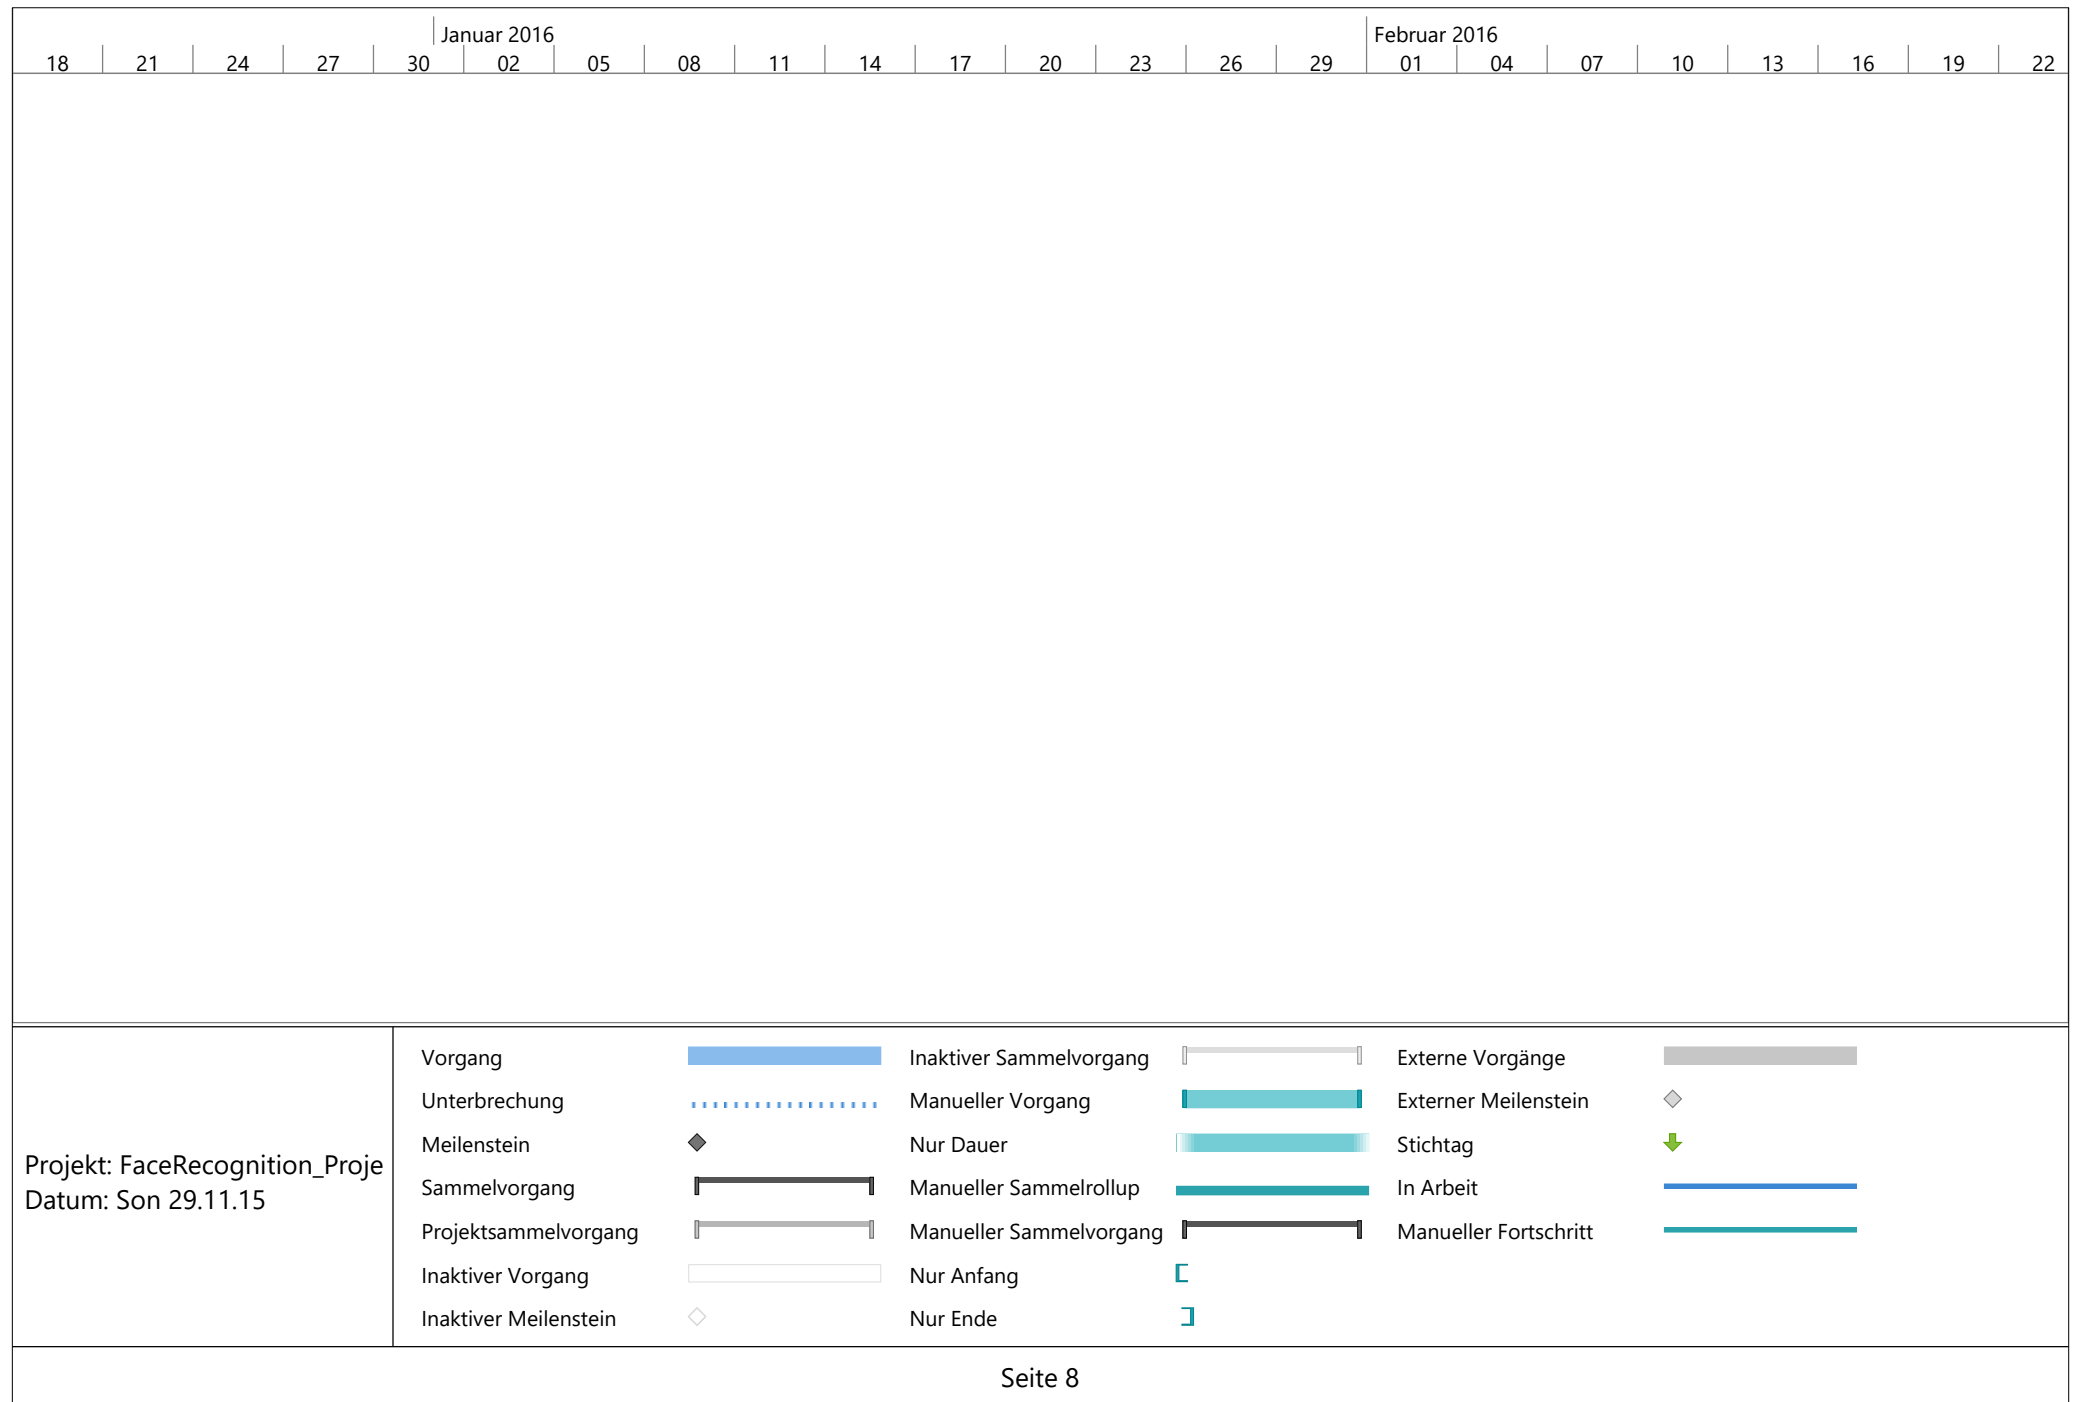 Januar 2016 Februar 2016
18 21 24 27 30 02 05 08 11 14 17 20 23 26 29 01 04 07 10 13 16 19 22
Projekt: FaceRecognition_Proje
Datum: Son 29.11.15
Vorgang
Unterbrechung
Meilenstein
Sammelvorgang
Projektsammelvorgang
Inaktiver Vorgang
Inaktiver Meilenstein
Inaktiver Sammelvorgang
Manueller Vorgang
Nur Dauer
Manueller Sammelrollup
Manueller Sammelvorgang
Nur Anfang
Nur Ende
Externe Vorgänge
Externer Meilenstein
Stichtag
In Arbeit
Manueller Fortschritt
Seite 8